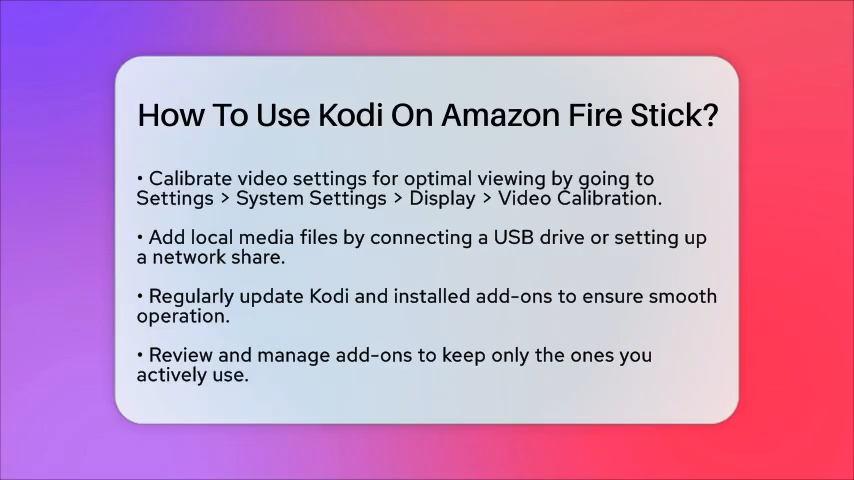 How To Use Kodi On Amazon Fire Stick?
• Calibrate video settings for optimal viewing by going to
Settings > System Settings > Display > Video Calibration.
• Add local media files by connecting a USB drive or setting up
a network share.
• Regularly update Kodi and installed add-ons to ensure smooth
operation.
• Review and manage add-ons to keep only the ones you
actively use.